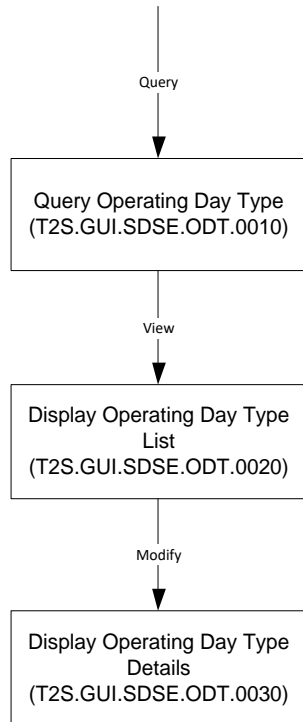 Query
Query Operating Day Type
(T2S.GUI.SDSE.ODT.0010)
View
Display Operating Day Type
List
(T2S.GUI.SDSE.ODT.0020)
Modify
Display Operating Day Type
Details
(T2S.GUI.SDSE.ODT.0030)